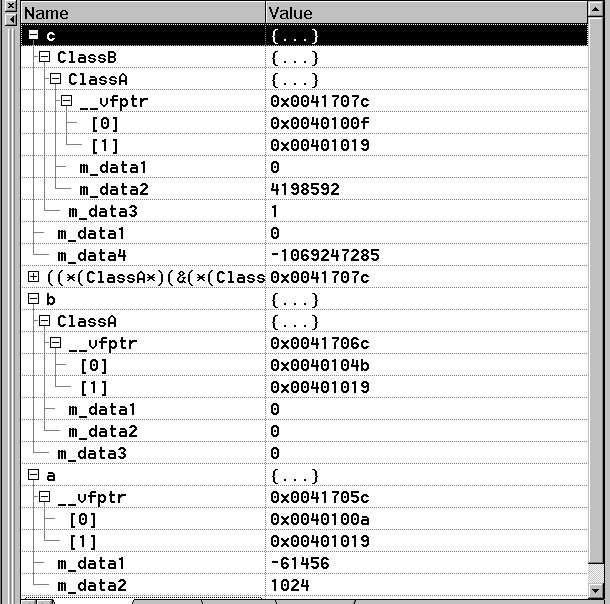 Name Value
c {...}
ClassB {...}
ClassA {...}
__vfptr 0x0041707c
[0] 0x0040100f
[1] 0x00401019
m_data1 0
m_data2 4198592
m_data3 1
m_data1 0
m_data4 -1069247285
((*(ClassA*)(&(*(Class 0x0041707c
b {...}
ClassA {...}
__vfptr 0x0041706c
[0] 0x0040104b
[1] 0x00401019
m_data1 0
m_data2 0
m_data3 0
a {...}
__vfptr 0x0041705c
[0] 0x0040100a
[1] 0x00401019
m_data1 -61456
m_data2 1024